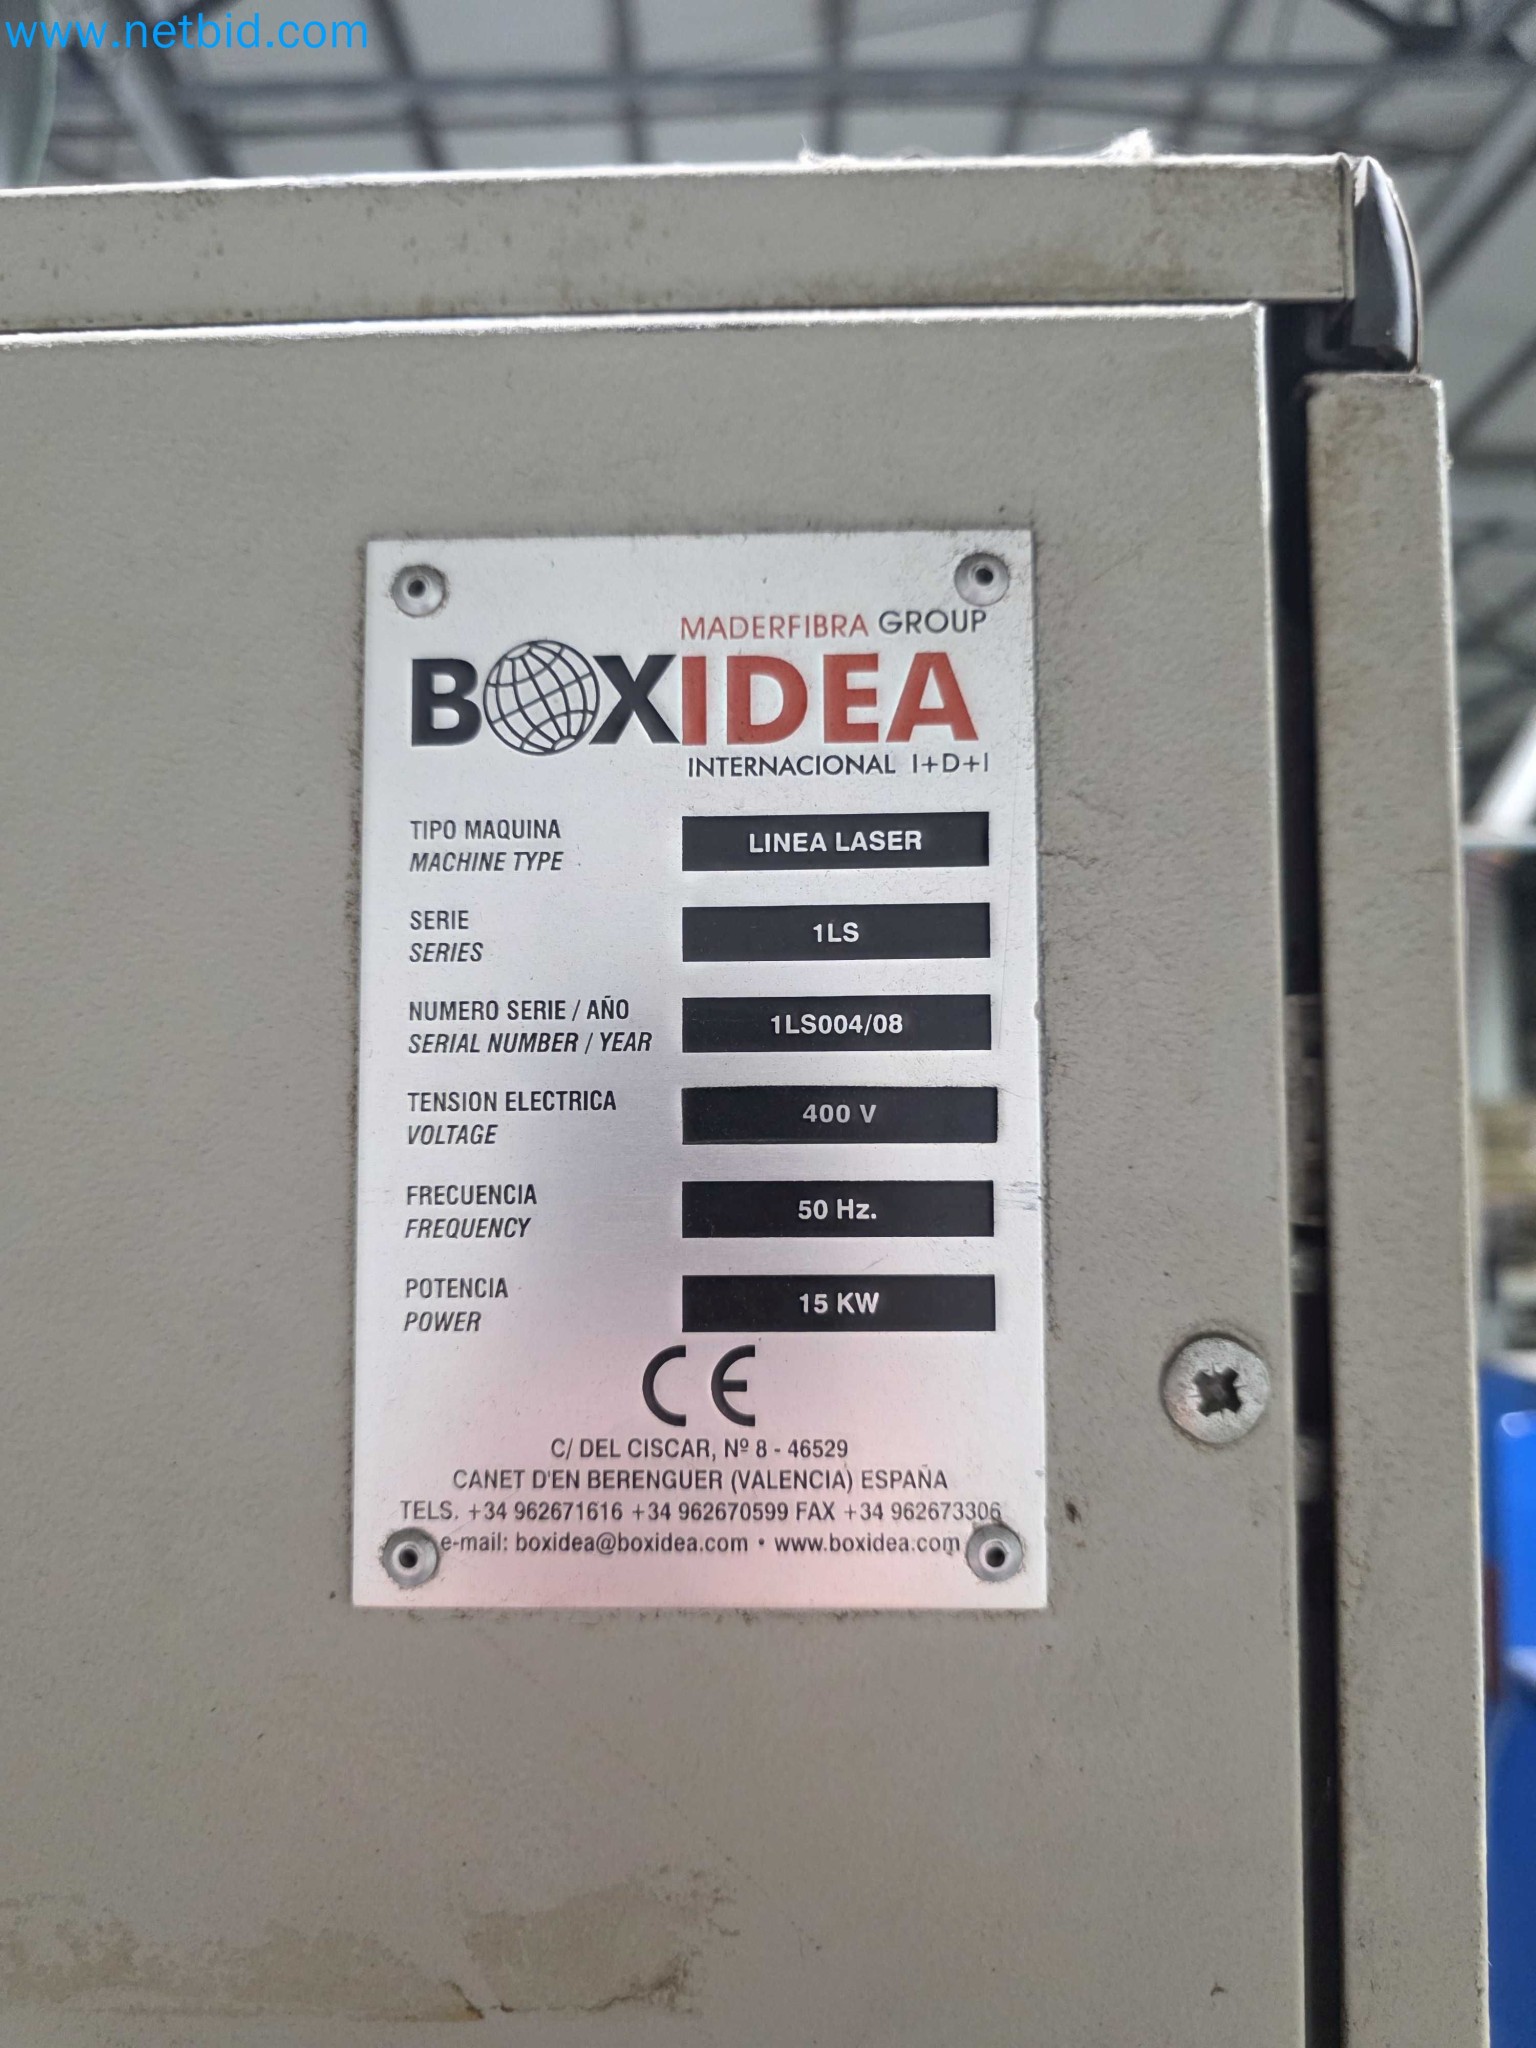 www.netbid.com
MADERFIBRA GROUP
BOXIDEA
INTERNACIONAL I+D+I
TIPO MAQUINA
MACHINE TYPE
LINEA LASER
SERIE
SERIES
1LS
NUMERO SERIE / AÑO
SERIAL NUMBER / YEAR
1LS004/08
TENSION ELECTRICA
VOLTAGE
400 V
FRECUENCIA
FREQUENCY
50 Hz.
POTENCIA
POWER
15 KW
CE
C/ DEL CISCAR, Nº 8 - 46529
CANET D'EN BERENGUER (VALENCIA) ESPAÑA
TELS. +34 962671616 +34 962670599 FAX +34 962673306
e-mail: boxidea@boxidea.com • www.boxidea.com